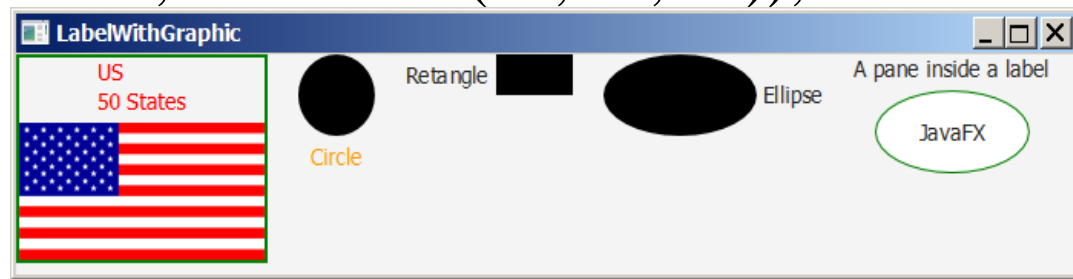 LabelWithGraphic
US
50 States
Circle
Retangle
Ellipse
A pane inside a label
JavaFX